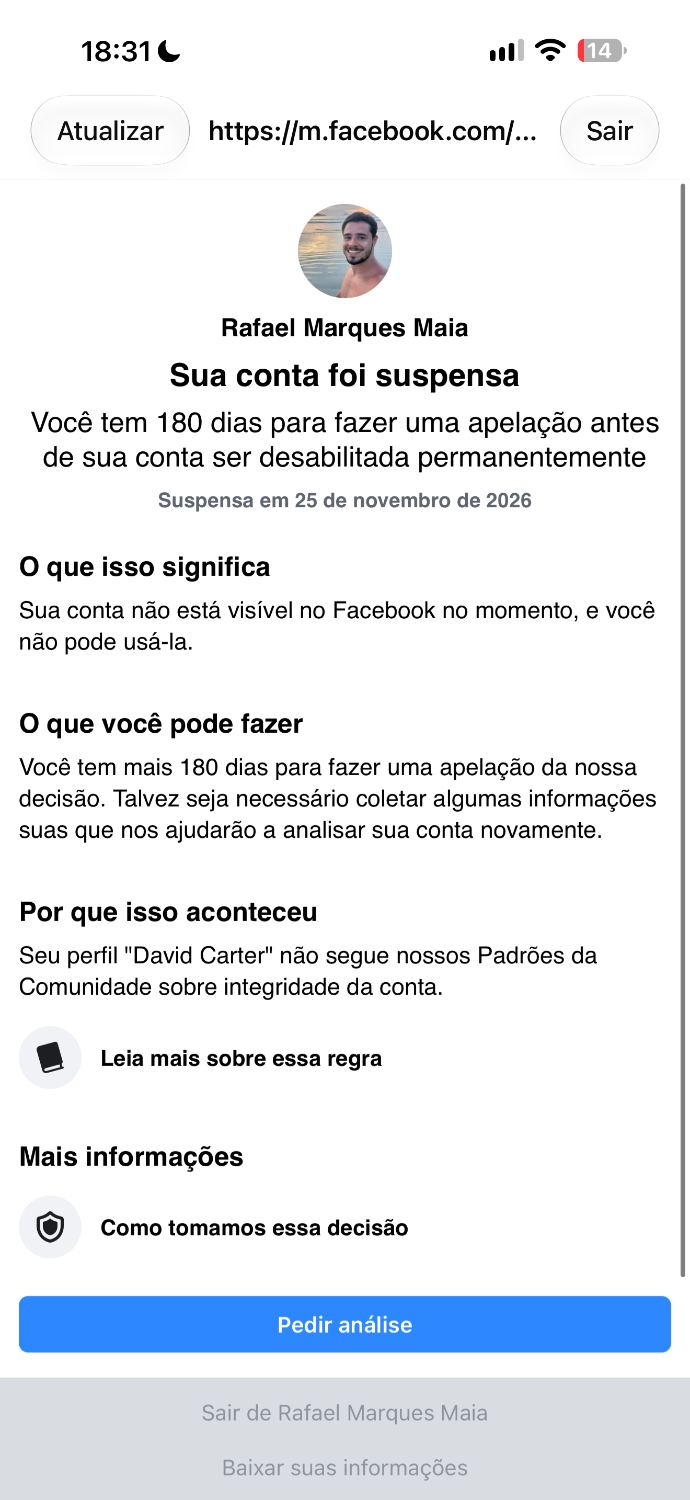 18:31
14
Atualizar
https://m.facebook.com/...
Sair
Rafael Marques Maia
Sua conta foi suspensa
Você tem 180 dias para fazer uma apelação antes
de sua conta ser desabilitada permanentemente
Suspensa em 25 de novembro de 2026
O que isso significa
Sua conta não está visível no Facebook no momento, e você
não pode usá-la.
O que você pode fazer
Você tem mais 180 dias para fazer uma apelação da nossa
decisão. Talvez seja necessário coletar algumas informações
suas que nos ajudarão a analisar sua conta novamente.
Por que isso aconteceu
Seu perfil "David Carter" não segue nossos Padrões da
Comunidade sobre integridade da conta.
Leia mais sobre essa regra
Mais informações
Como tomamos essa decisão
Pedir análise
Sair de Rafael Marques Maia
Baixar suas informações